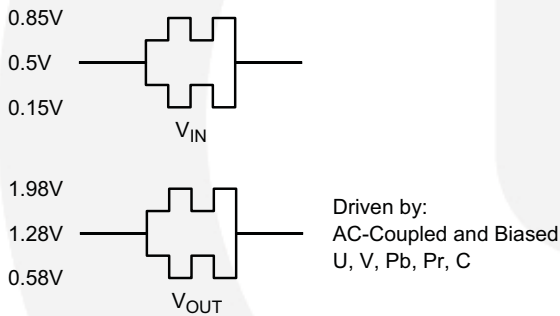 0.85V
0.5V
0.15V
VIN
1.98V
1.28V
0.58V
VOUT
Driven by:
AC-Coupled and Biased
U, V, Pb, Pr, C